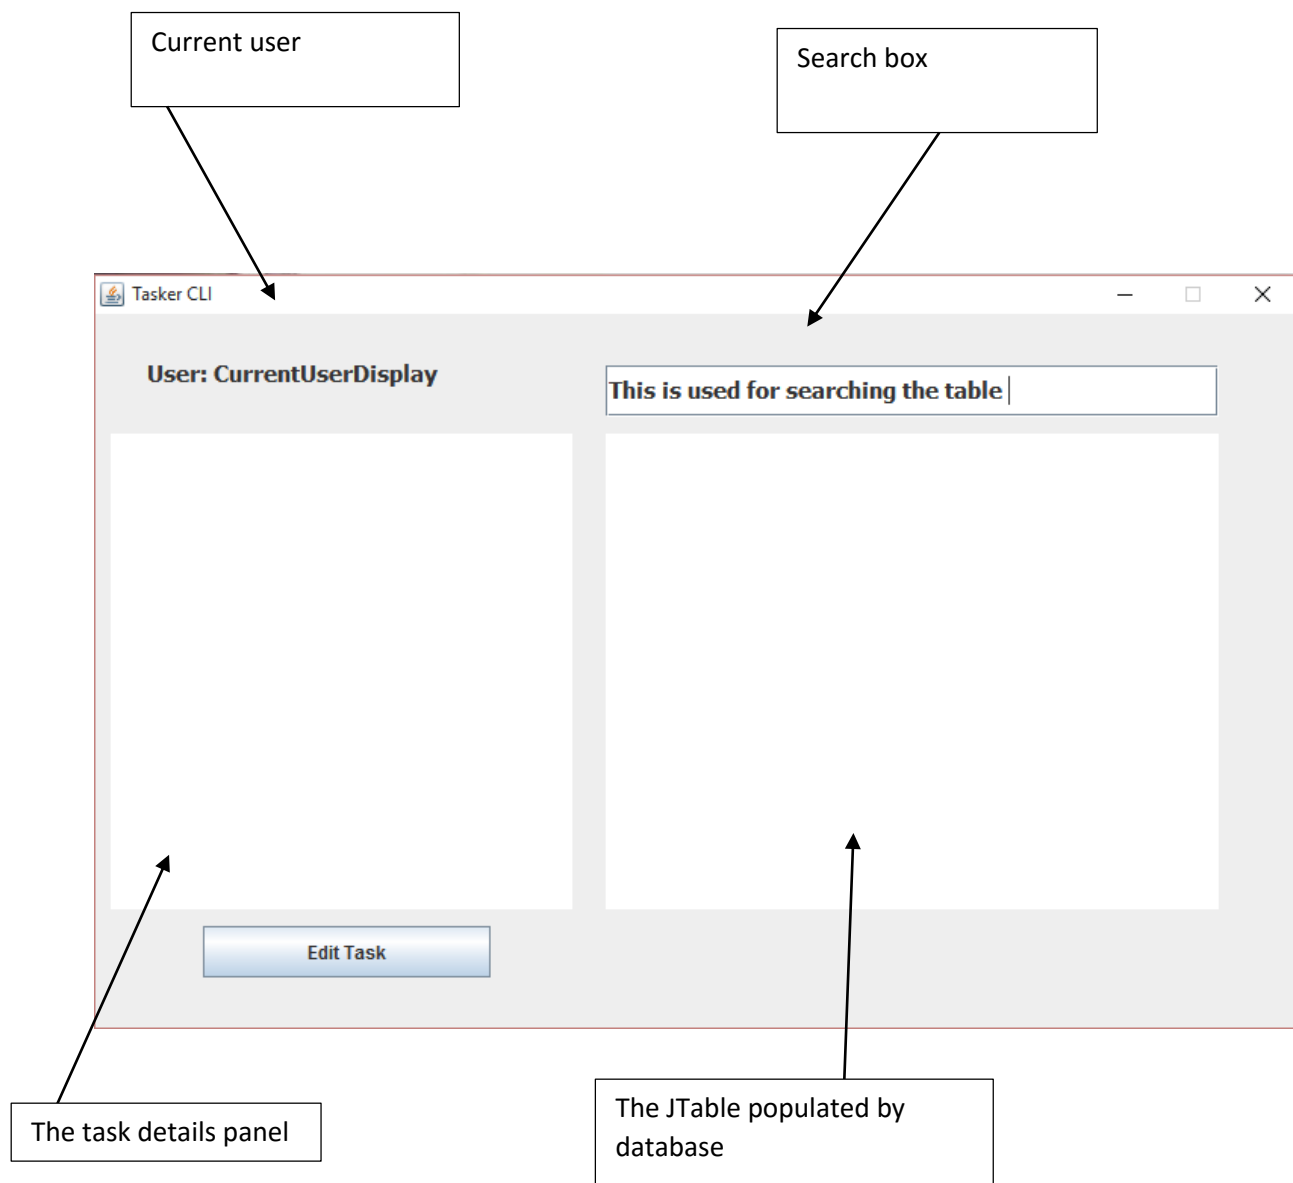 Current user
Search box
Tasker CLI
User: CurrentUserDisplay
This is used for searching the table
Edit Task
The task details panel
The JTable populated by
database